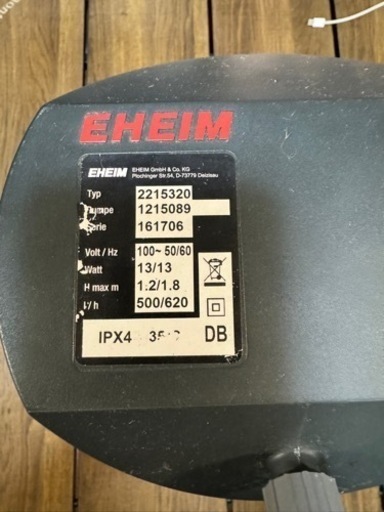 EHEIM
EHEIM EHEIM GmbH & Co. KG
Plochinger Str.54, D-73779 Deizisau
Typ 2215320
1215089
161706
Volt / Hz 100~ 50/60
Watt 13/13
H max m 1.2/1.8
/h 500/620
IPX4 DB